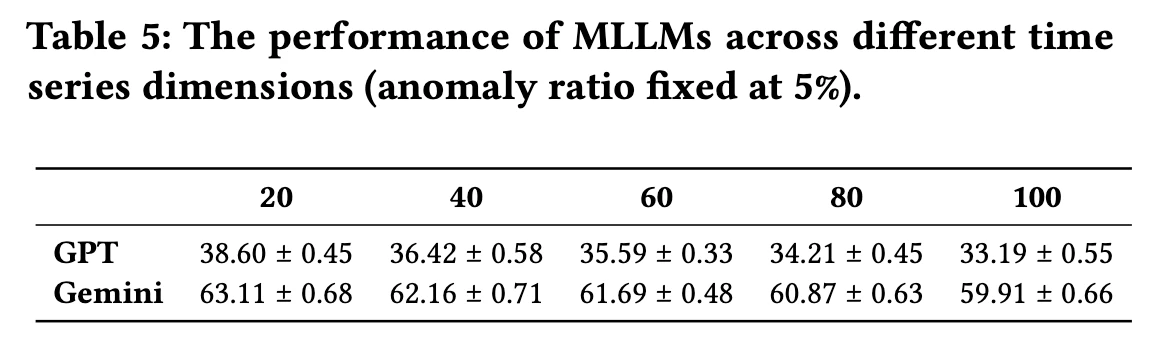 Table 5: The performance of MLLMs across different time
series dimensions (anomaly ratio fixed at 5%).
20 40 60 80 100
GPT 38.60 ± 0.45 36.42 ± 0.58 35.59 ± 0.33 34.21 ± 0.45 33.19 ± 0.55
Gemini 63.11 ± 0.68 62.16 ± 0.71 61.69 ± 0.48 60.87 ± 0.63 59.91 ± 0.66